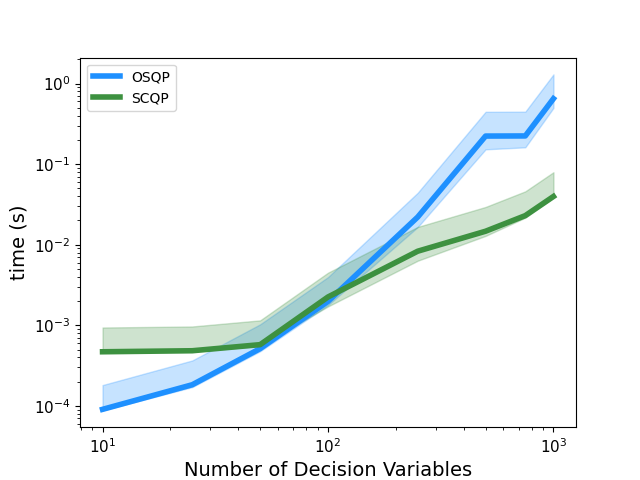 OSQP
SCQP
time (s)
10⁰
10⁻¹
10⁻²
10⁻³
10⁻⁴
10¹ 10² 10³
Number of Decision Variables